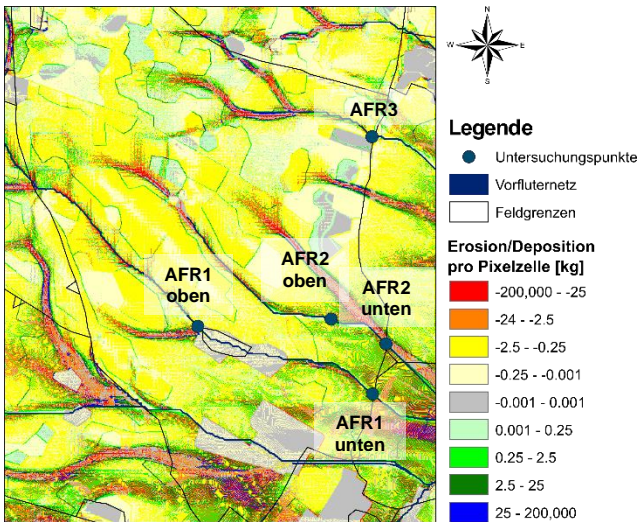 N
W E
S
AFR3
AFR1
oben
AFR2
oben
AFR2
unten
AFR1
unten
Legende
Untersuchungspunkte
Vorfluternetz
Feldgrenzen
Erosion/Deposition
pro Pixelzelle [kg]
-200,000 - -25
-24 - -2.5
-2.5 - -0.25
-0.25 - -0.001
-0.001 - 0.001
0.001 - 0.25
0.25 - 2.5
2.5 - 25
25 - 200,000